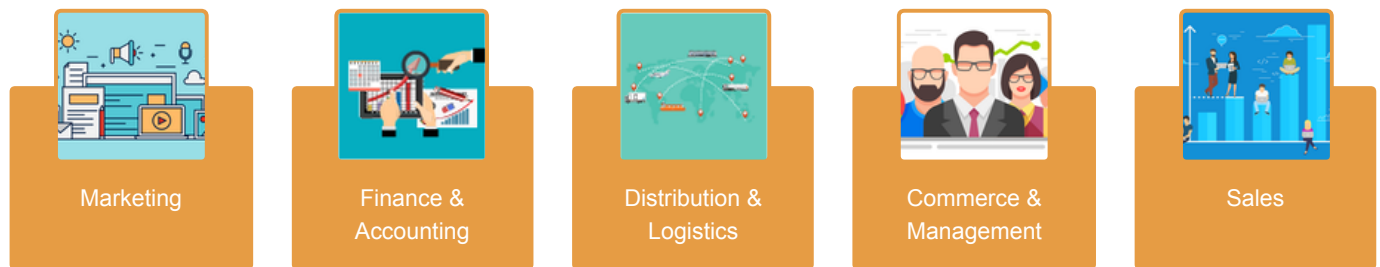 Marketing
Finance &
Accounting
Distribution &
Logistics
Commerce &
Management
Sales